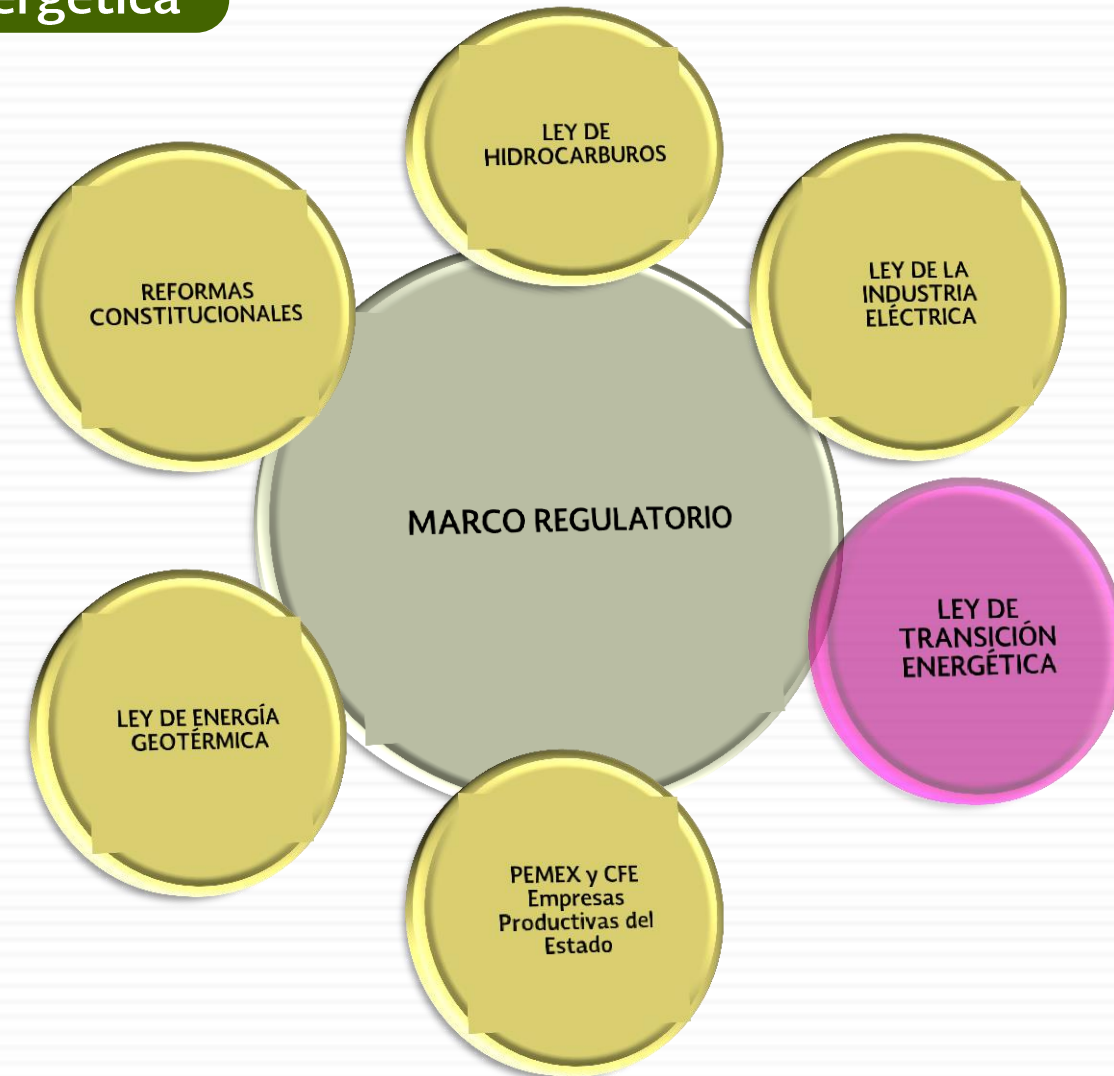 LEY DE
HIDROCARBUROS
REFORMAS
CONSTITUCIONALES
LEY DE LA
INDUSTRIA
ELÉCTRICA
MARCO REGULATORIO
LEY DE
TRANSICIÓN
ENERGÉTICA
LEY DE ENERGÍA
GEOTÉRMICA
PEMEX y CFE
Empresas
Productivas del
Estado